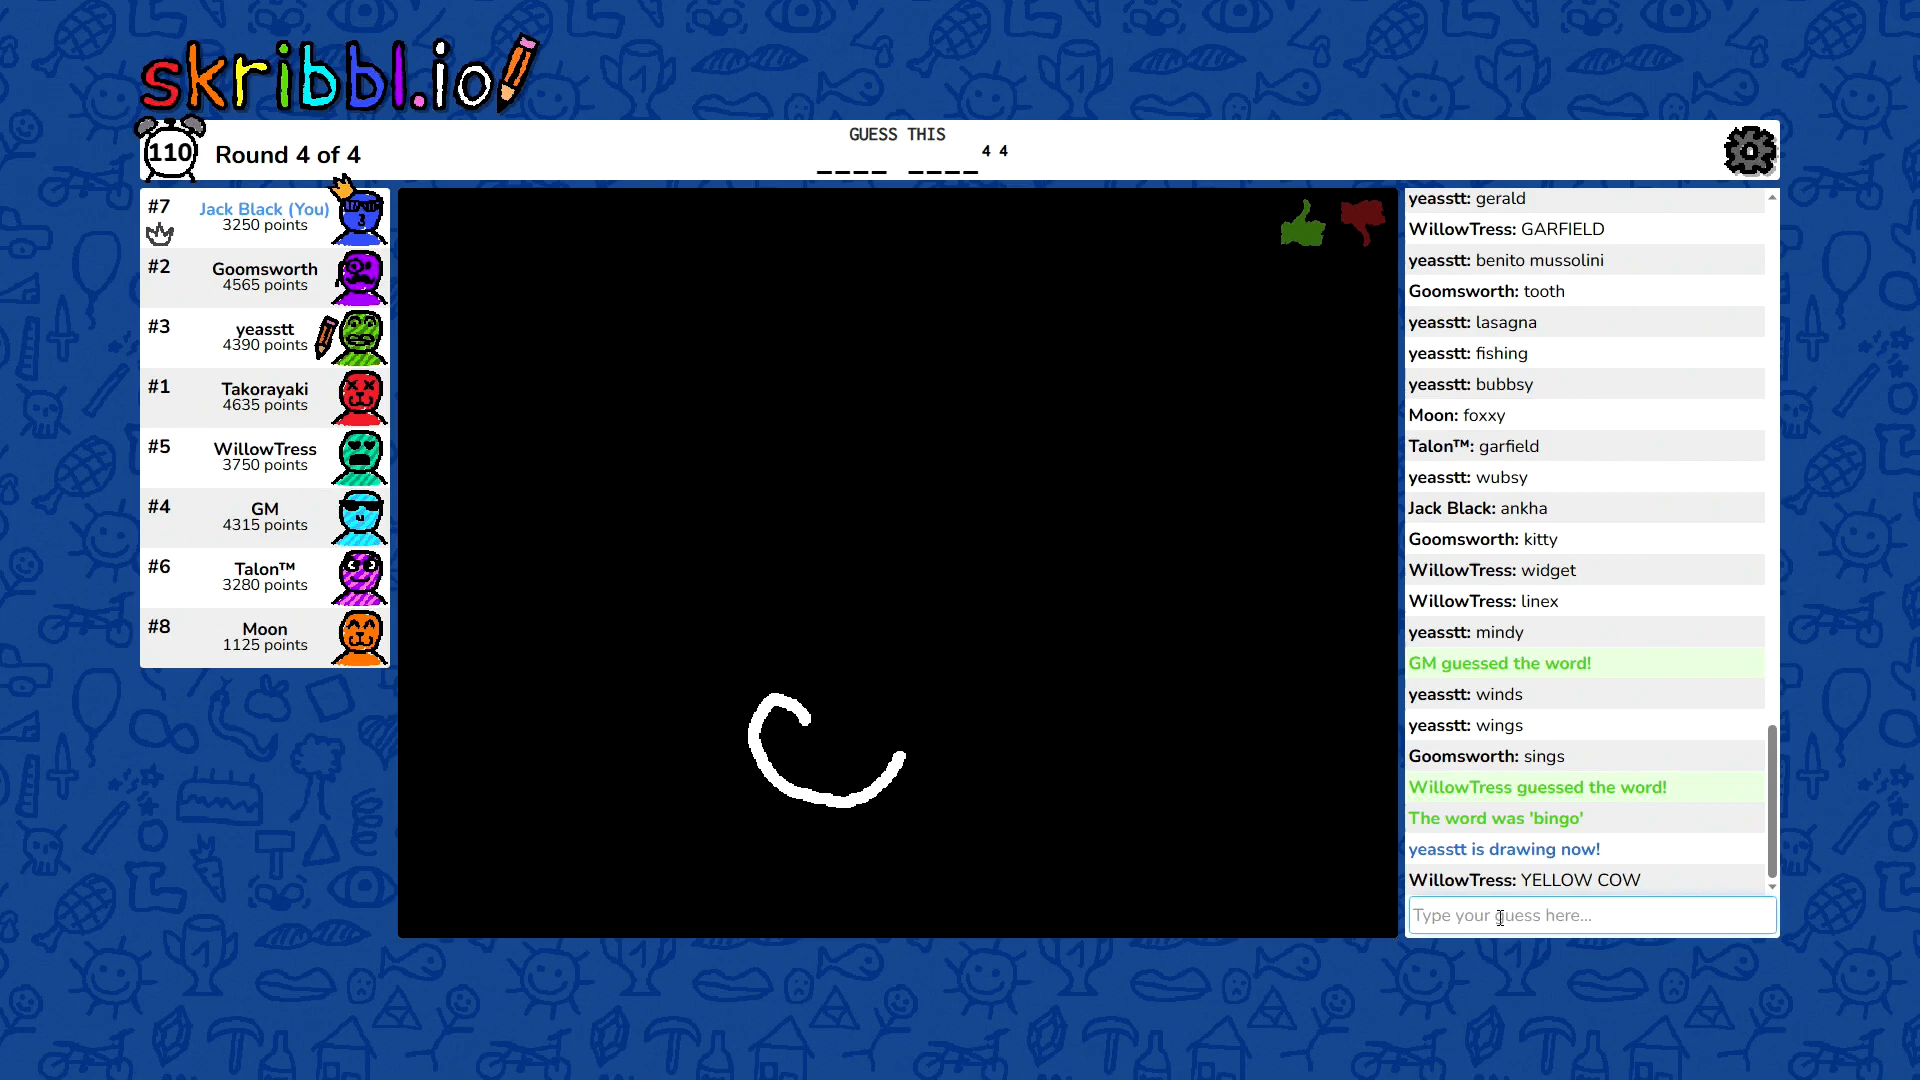 skribbl.io
110
Round 4 of 4
GUESS THIS
____ ____ 4 4
#7
Jack Black (You)
3250 points
#2
Goomsworth
4565 points
#3
yeasstt
4390 points
#1
Takorayaki
4635 points
#5
WillowTress
3750 points
#4
GM
4315 points
#6
Talon™
3280 points
#8
Moon
1125 points
yeasstt: gerald
WillowTress: GARFIELD
yeasstt: benito mussolini
Goomsworth: tooth
yeasstt: lasagna
yeasstt: fishing
yeasstt: bubbsy
Moon: foxxy
Talon™: garfield
yeasstt: wubsy
Jack Black: ankha
Goomsworth: kitty
WillowTress: widget
WillowTress: linex
yeasstt: mindy
GM guessed the word!
yeasstt: winds
yeasstt: wings
Goomsworth: sings
WillowTress guessed the word!
The word was 'bingo'
yeasstt is drawing now!
WillowTress: YELLOW COW
Type your guess here...